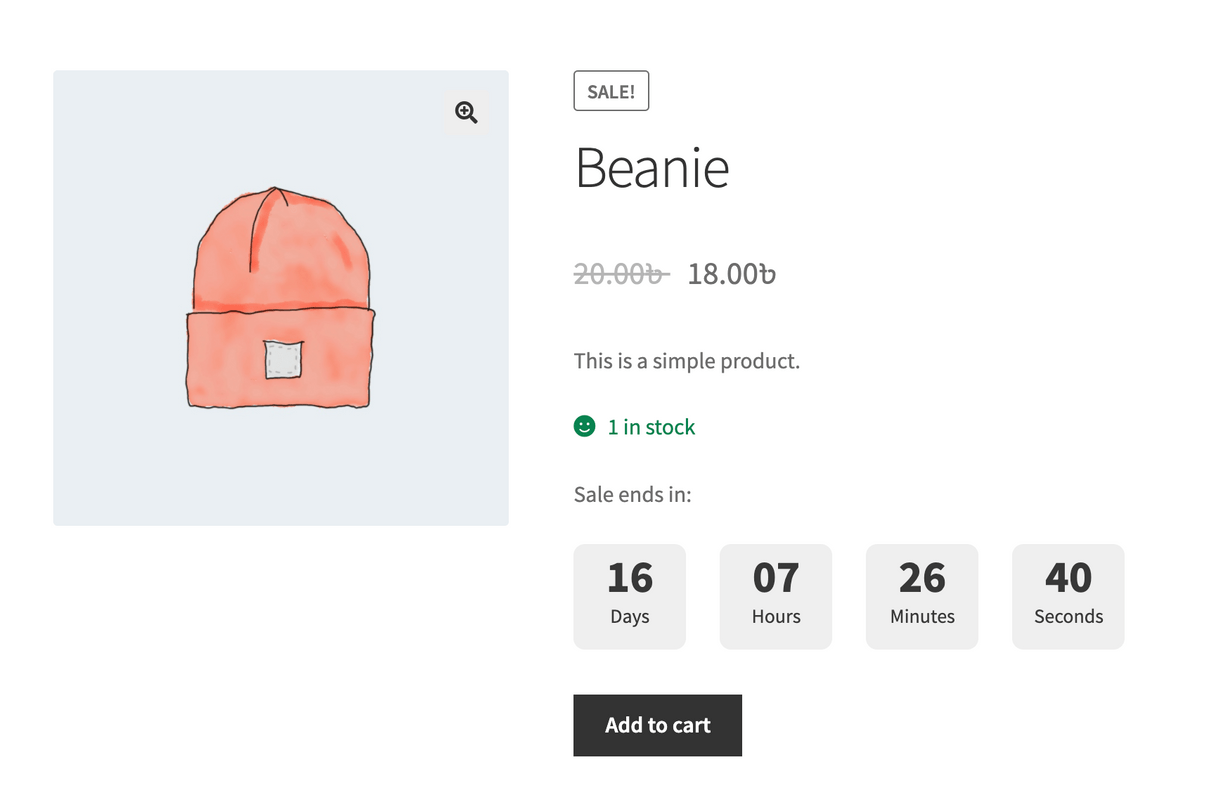 SALE!
Beanie
20.00৳ 18.00৳
This is a simple product.
1 in stock
Sale ends in:
16 07 26 40
Days Hours Minutes Seconds
Add to cart